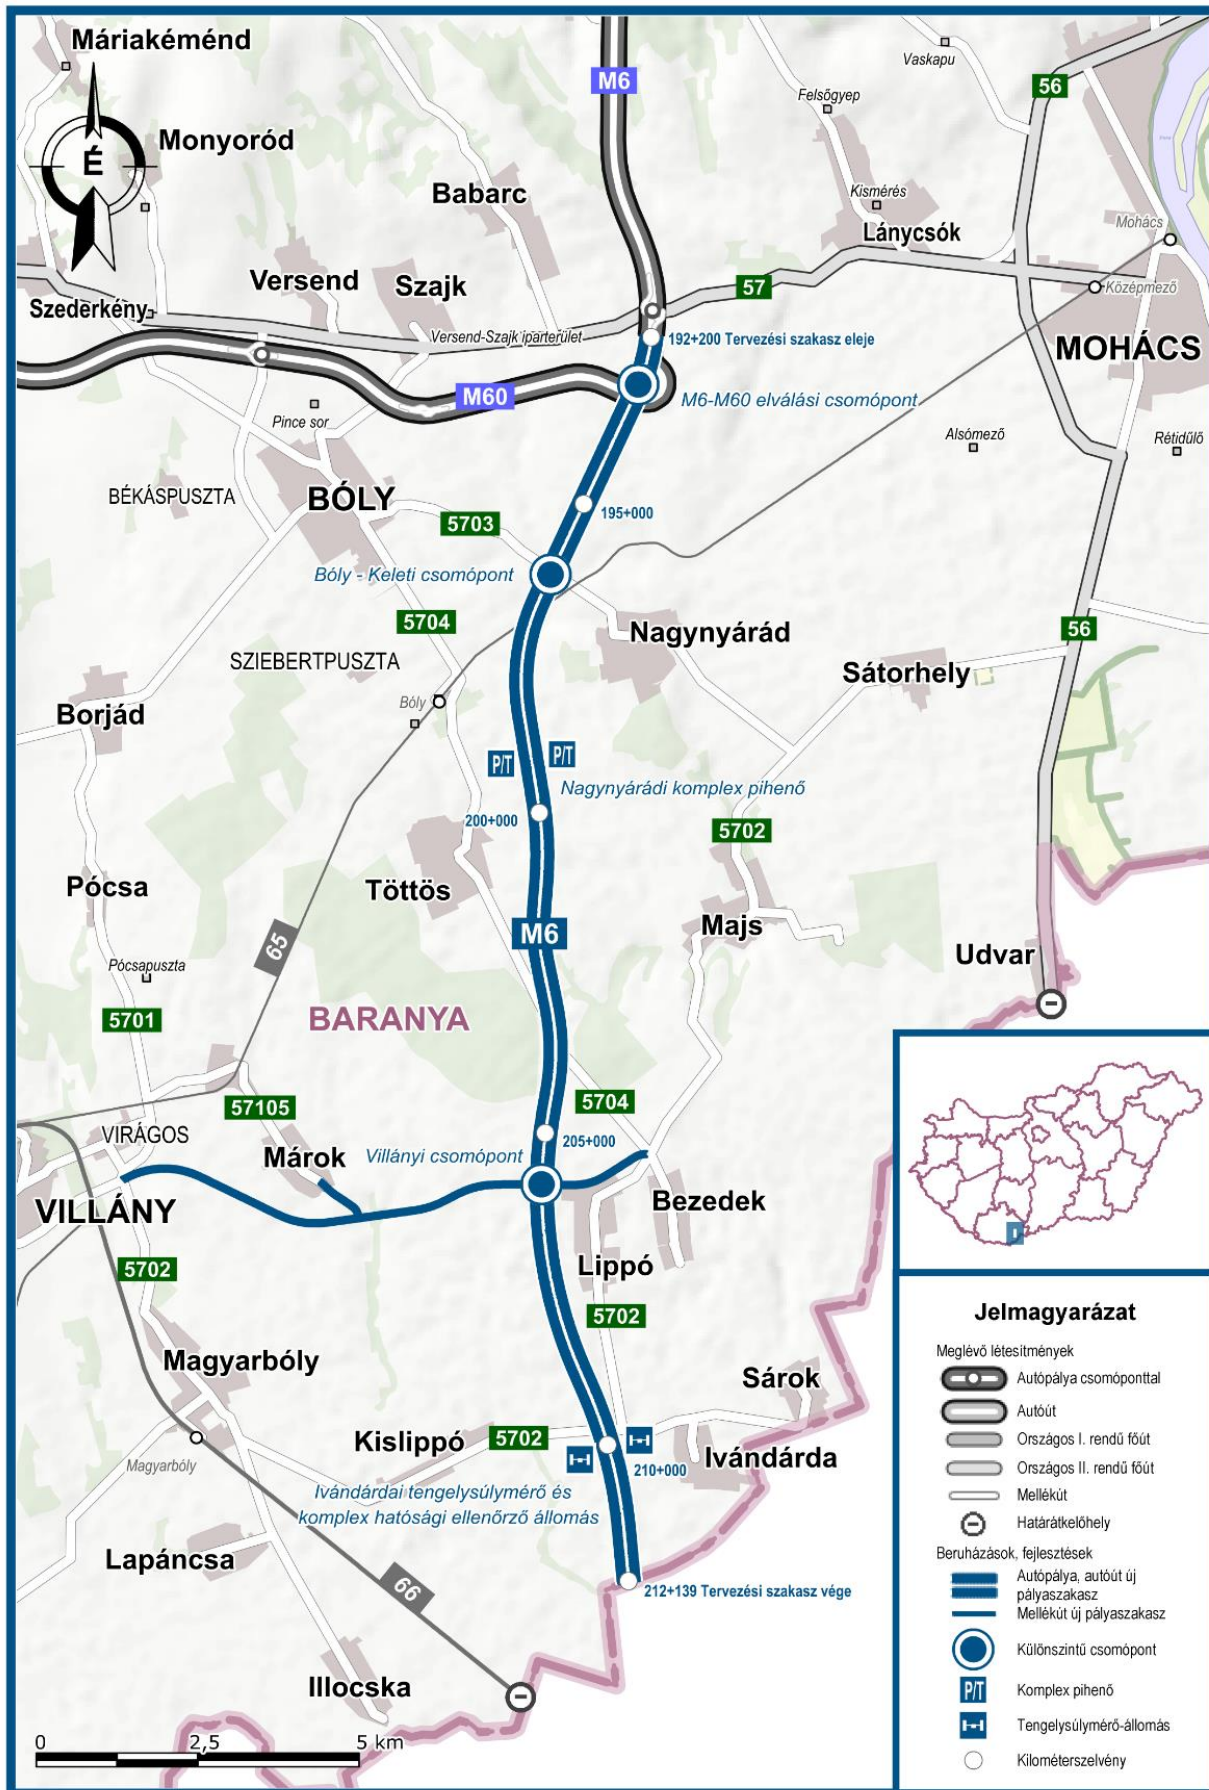 Máriakéménd
M6
Vaskapu
56
Felsőgyep
É
Monyoród
Babarc
Kismérés
Lánycsók
Mohács
Versend
Szajk
57
Középmező
Szederkény
Versend-Szajk iparterület
192+200 Tervezési szakasz eleje
MOHÁCS
M60
M6-M60 elválási csomópont
Pince sor
Alsómező
Rétidűlő
BÉKÁSPUSZTA
BÓLY
5703
195+000
Bóly - Keleti csomópont
5704
Nagynyárád
56
SZIEBERTPUSZTA
Sátorhely
Bóly
Borjád
P/T
P/T
Nagynyárádi komplex pihenő
200+000
5702
Pócsa
Töttös
Majs
M6
65
Udvar
Pócsapuszta
5701
BARANYA
57105
5704
VIRÁGOS
205+000
Márok
Villányi csomópont
VILLÁNY
Bezedek
5702
Lippó
5702
Magyarbóly
Sárok
Kislippó
5702
Ivándárda
Magyarbóly
210+000
Ivándárdai tengelysúlymérő és
komplex hatósági ellenőrző állomás
Lapáncsa
66
212+139 Tervezési szakasz vége
Illocska
0
2,5
5 km
Jelmagyarázat
Meglévő létesítmények
Autópálya csomóponttal
Autóút
Országos I. rendű főút
Országos II. rendű főút
Mellékút
Határátkelőhely
Beruházások, fejlesztések
Autópálya, autóút új
pályaszakasz
Mellékút új pályaszakasz
Különszintű csomópont
P/T
Komplex pihenő
Tengelysúlymérő-állomás
Kilométerszelvény